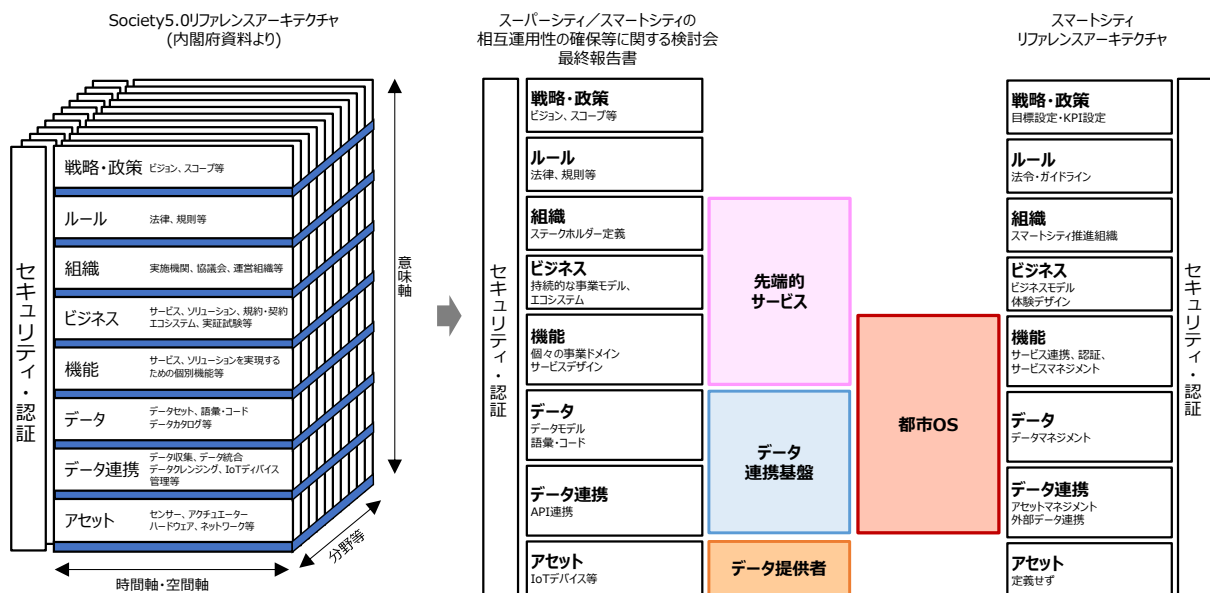 Society5.0リファレンスアーキテクチャ
(内閣府資料より)
セキュリティ・認証
戦略・政策 ビジョン、スコープ等
ルール 法律、規則等
組織 実施機関、協議会、運営組織等
ビジネス サービス、ソリューション、規約・契約
エコシステム、実証試験等
機能 サービス、ソリューションを実現する
ための個別機能等
データ データセット、語彙・コード
データカタログ等
データ連携 データ収集、データ統合
データクレンジング、IoTディバイス
管理等
アセット センサー、アクチュエーター
ハードウェア、ネットワーク等
意味軸
分野等
時間軸・空間軸
スーパーシティ／スマートシティの
相互運用性の確保等に関する検討会
最終報告書
セキュリティ・認証
戦略・政策
ビジョン、スコープ等
ルール
法律、規則等
組織
ステークホルダー定義
ビジネス
持続的な事業モデル、
エコシステム
機能
個々の事業ドメイン
サービスデザイン
データ
データモデル
語彙・コード
データ連携
API連携
アセット
IoTデバイス等
先端的
サービス
データ
連携基盤
データ提供者
都市OS
スマートシティ
リファレンスアーキテクチャ
戦略・政策
目標設定・KPI設定
ルール
法令・ガイドライン
組織
スマートシティ推進組織
ビジネス
ビジネスモデル
体験デザイン
機能
サービス連携、認証、
サービスマネジメント
データ
データマネジメント
データ連携
アセットマネジメント
外部データ連携
アセット
定義せず
セキュリティ・認証